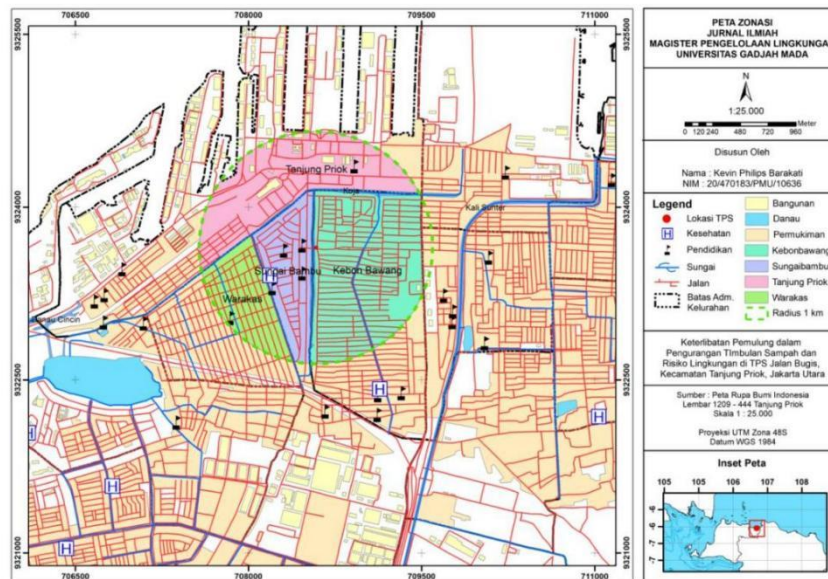 706500 708000 709500 711000
9325500
9324000
9322500
9321000
Tanjung Priok
Koja
Kali Sunter
Sungai Bambu
Kebon Bawang
Warakas
Danau Cincin
H
H
H
H
H
706500 708000 709500 711000
9325500
9324000
9322500
9321000
PETA ZONASI
JURNAL ILMIAH
MAGISTER PENGELOLAAN LINGKUNGAN
UNIVERSITAS GADJAH MADA
N
1:25.000
Meter
0 120 240 480 720 960
Disusun Oleh
Nama : Kevin Philips Barakati
NIM : 20/470183/PMU/10636
Legend
Lokasi TPS
H Kesehatan
Pendidikan
Sungai
Jalan
Batas Adm.
Kelurahan
Bangunan
Danau
Permukiman
Kebonbawang
Sungaibambu
Tanjung Priok
Warakas
Radius 1 km
Keterlibatan Pemulung dalam
Pengurangan TImbulan Sampah dan
Risiko Lingkungan di TPS Jalan Bugis,
Kecamatan Tanjung Priok, Jakarta Utara
Sumber : Peta Rupa Bumi Indonesia
Lembar 1209 - 444 Tanjung Priok
Skala 1 : 25.000
Proyeksi UTM Zona 48S
Datum WGS 1984
Inset Peta
105 106 107 108
-6
-7
105 106 107 108
-6
-7